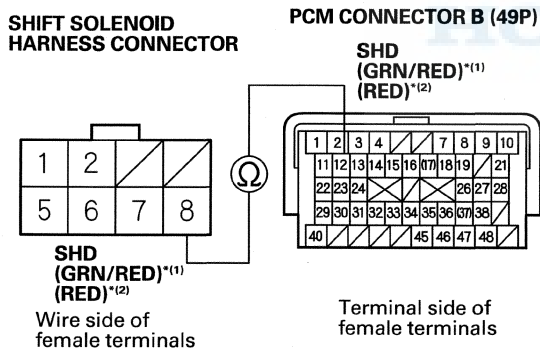 SHIFT SOLENOID
HARNESS CONNECTOR
PCM CONNECTOR B (49P)
SHD
(GRN/RED)*(1)
(RED)*(2)
1 2 3 4 7 8 9 10
11 12 13 14 15 16 (17) 18 19 21
22 23 24 26 27 28
29 30 31 32 33 34 35 36 (37) 38
40 45 46 47 48
1 2
5 6 7 8
Ω
SHD
(GRN/RED)*(1)
(RED)*(2)
Wire side of
female terminals
Terminal side of
female terminals